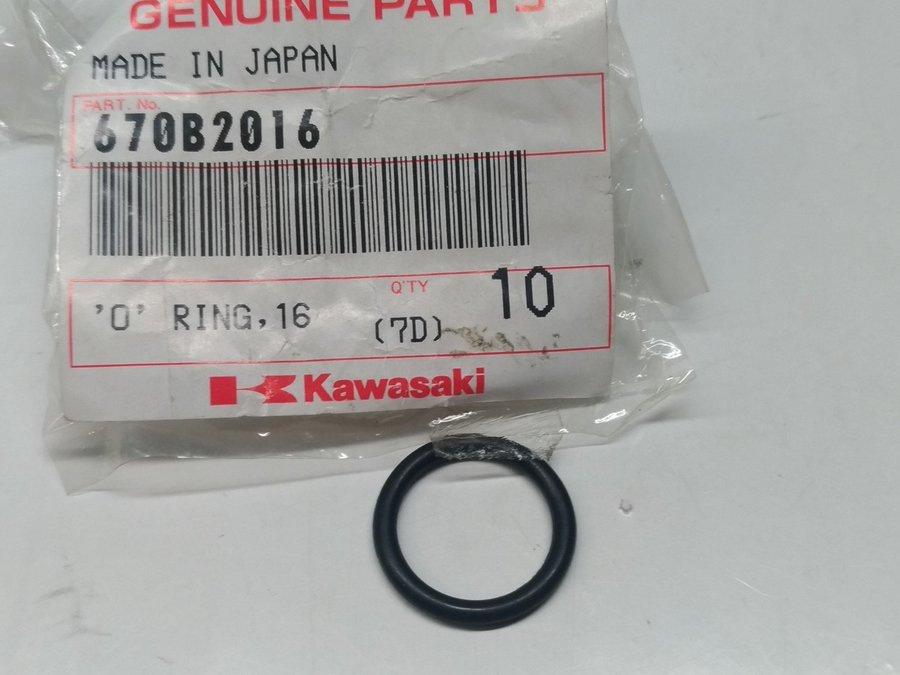 GENUINE PARTS
MADE IN JAPAN
PART. No.
670B2016
Q'TY
10
'O' RING,16
(7D)
Kawasaki